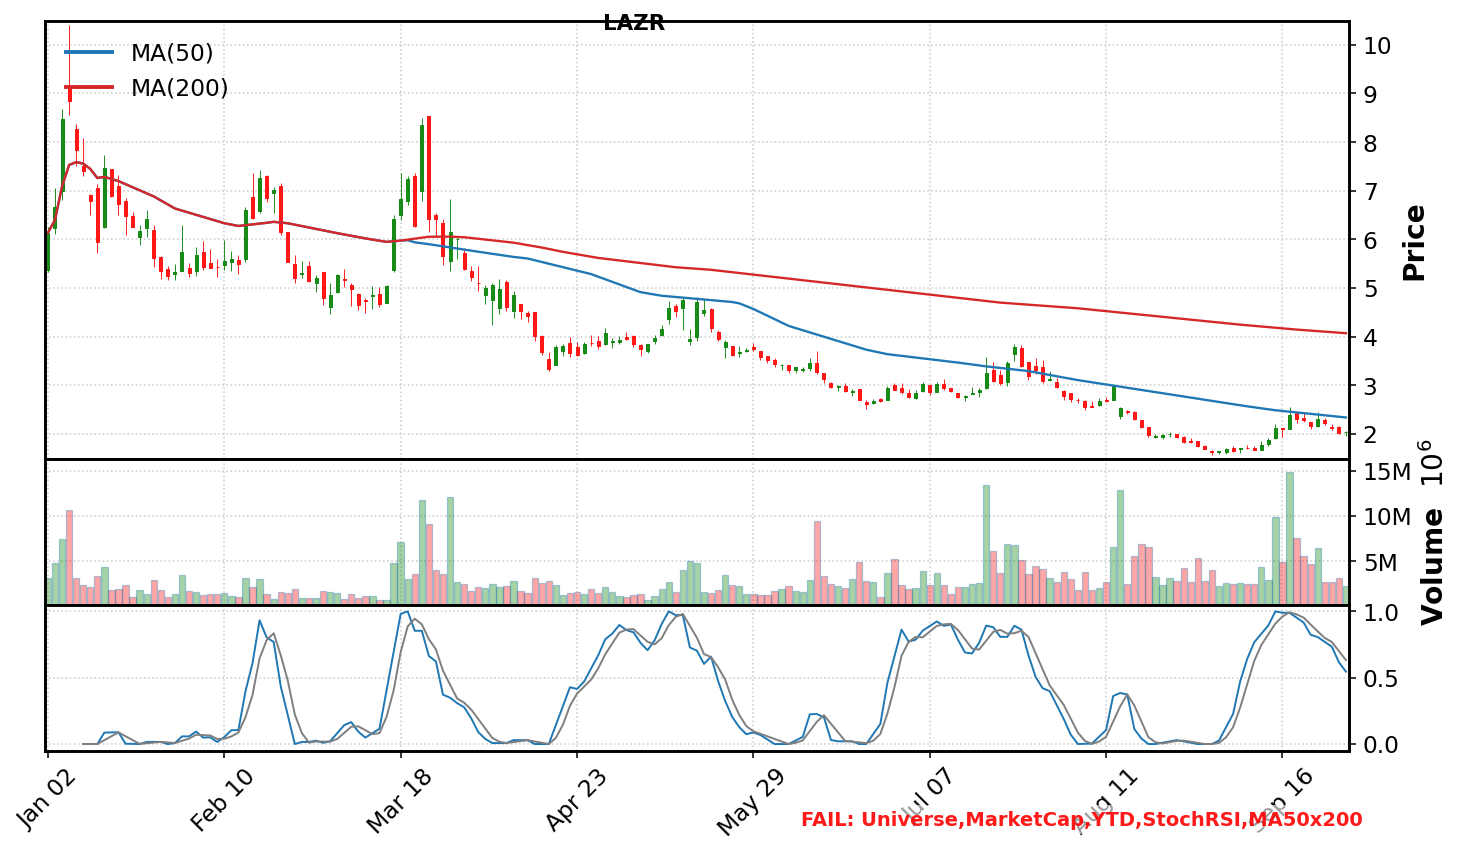 LAZR
MA(50)
MA(200)
10
9
8
7
6
5
4
3
2
Price
15M
10M
5M
Volume 10^6
1.0
0.5
0.0
Jan 02
Feb 10
Mar 18
Apr 23
May 29
Jul 07
Aug 11
Sep 16
FAIL: Universe,MarketCap,YTD,StochRSI,MA50x200